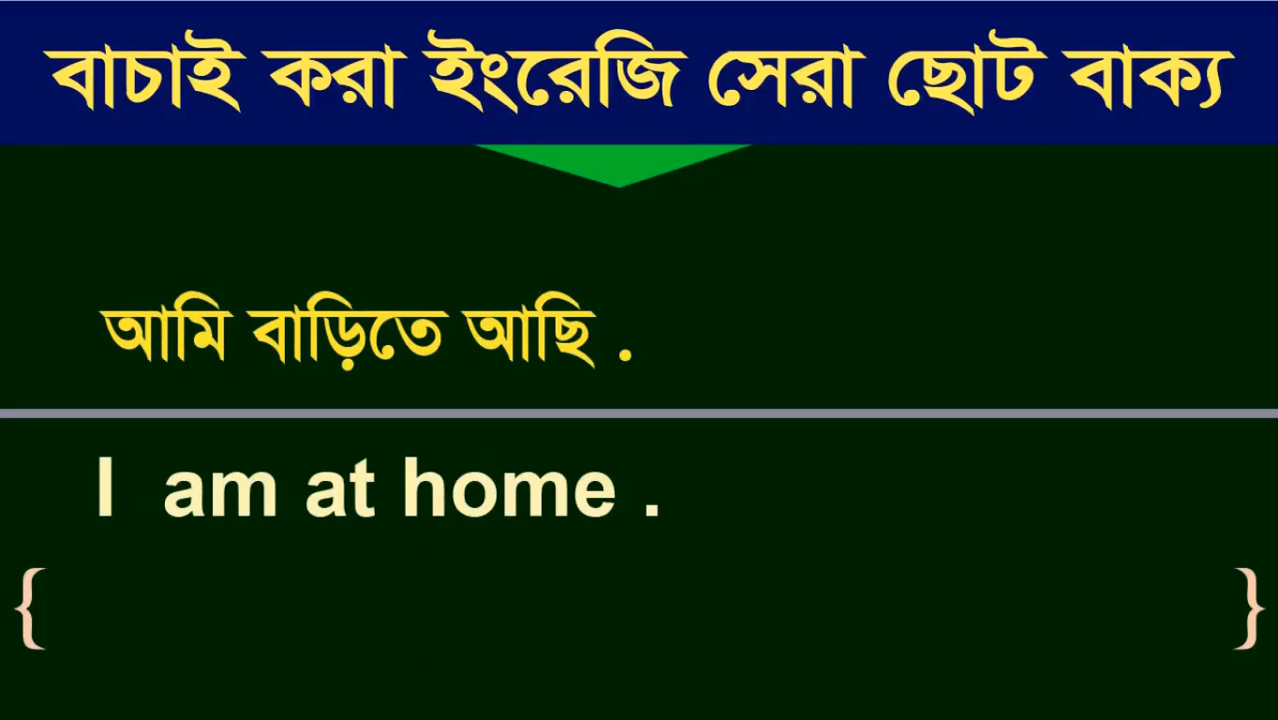 বাচাই করা ইংরেজি সেরা ছোট বাক্য
আমি বাড়িতে আছি .
I am at home .
{ }